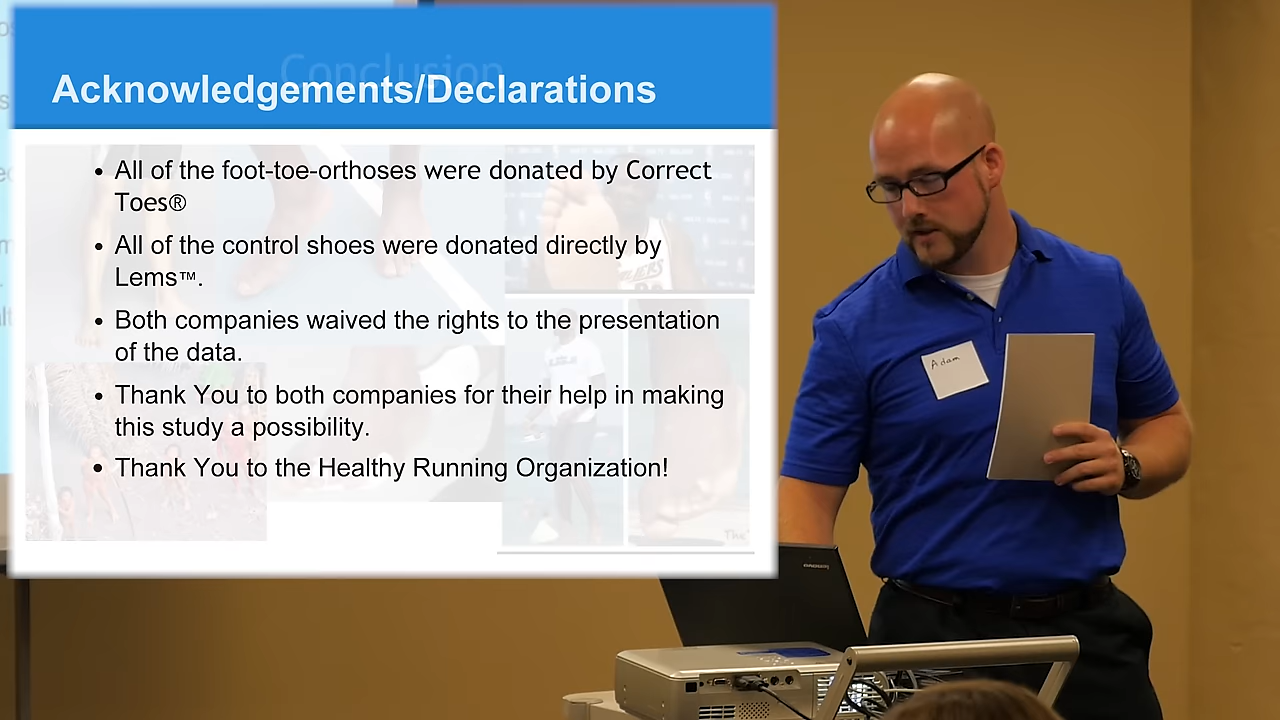 Conclusion
Acknowledgements/Declarations
• All of the foot-toe-orthoses were donated by Correct
Toes®
• All of the control shoes were donated directly by
Lems™.
• Both companies waived the rights to the presentation
of the data.
• Thank You to both companies for their help in making
this study a possibility.
• Thank You to the Healthy Running Organization!
Adam
lenovo